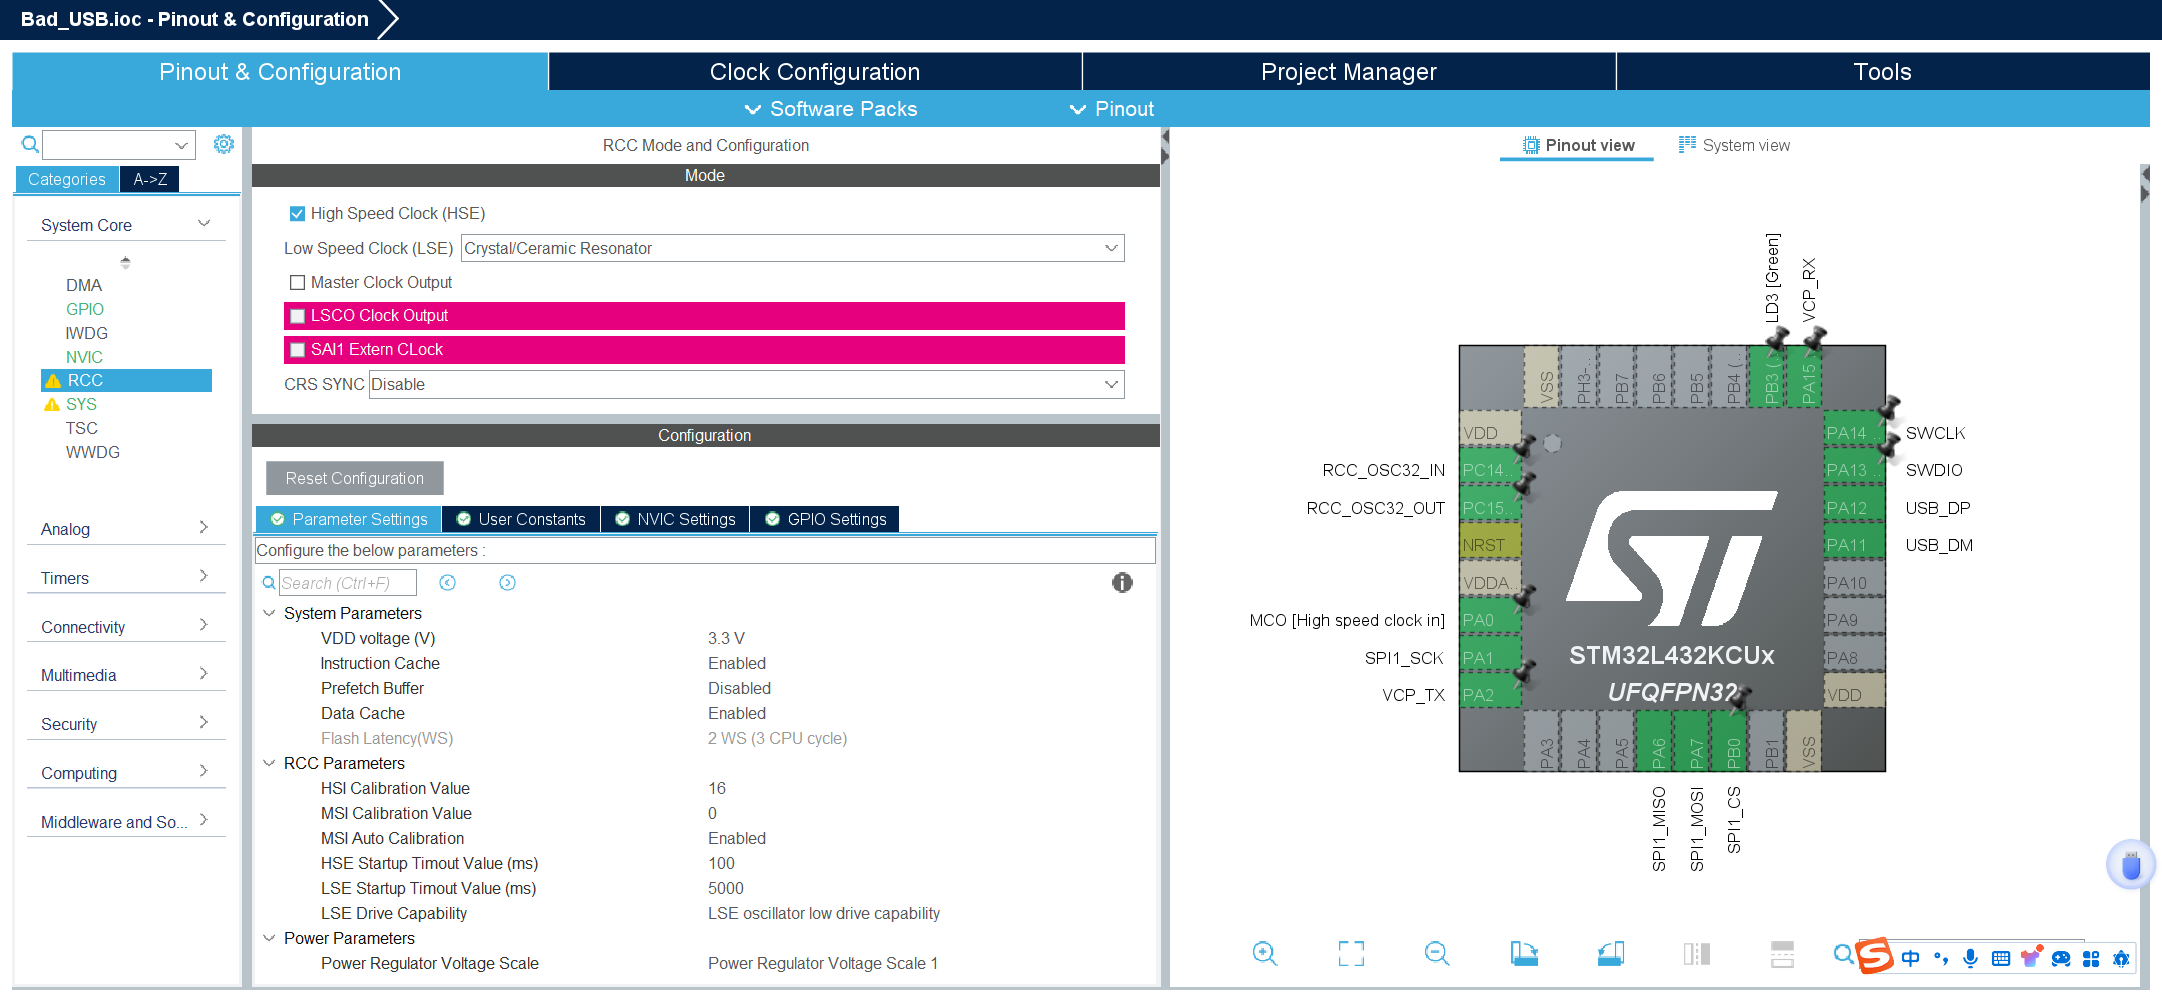 Bad_USB.ioc - Pinout & Configuration
Pinout & Configuration
Clock Configuration
Project Manager
Tools
Software Packs
Pinout
Categories
A->Z
System Core
DMA
GPIO
IWDG
NVIC
RCC
SYS
TSC
WWDG
Analog
Timers
Connectivity
Multimedia
Security
Computing
Middleware and So...
RCC Mode and Configuration
Mode
High Speed Clock (HSE)
Low Speed Clock (LSE) Crystal/Ceramic Resonator
Master Clock Output
LSCO Clock Output
SAI1 Extern CLock
CRS SYNC Disable
Configuration
Reset Configuration
Parameter Settings
User Constants
NVIC Settings
GPIO Settings
Configure the below parameters :
Search (Ctrl+F)
System Parameters
VDD voltage (V) 3.3 V
Instruction Cache Enabled
Prefetch Buffer Disabled
Data Cache Enabled
Flash Latency(WS) 2 WS (3 CPU cycle)
RCC Parameters
HSI Calibration Value 16
MSI Calibration Value 0
MSI Auto Calibration Enabled
HSE Startup Timout Value (ms) 100
LSE Startup Timout Value (ms) 5000
LSE Drive Capability LSE oscillator low drive capability
Power Parameters
Power Regulator Voltage Scale Power Regulator Voltage Scale 1
Pinout view
System view
LD3 [Green]
VCP_RX
VSS
PH3-...
PB7
PB6
PB5
PB4 (...
PB3 (...
PA15
VDD
RCC_OSC32_IN PC14...
RCC_OSC32_OUT PC15...
NRST
VDDA...
MCO [High speed clock in] PA0
SPI1_SCK PA1
VCP_TX PA2
PA14 ... SWCLK
PA13 ... SWDIO
PA12 USB_DP
PA11 USB_DM
PA10
PA9
PA8
VDD
ST
STM32L432KCUx
UFQFPN32
PA3
PA4
PA5
PA6
PA7
PB0
PB1
VSS
SPI1_MISO
SPI1_MOSI
SPI1_CS
S
中